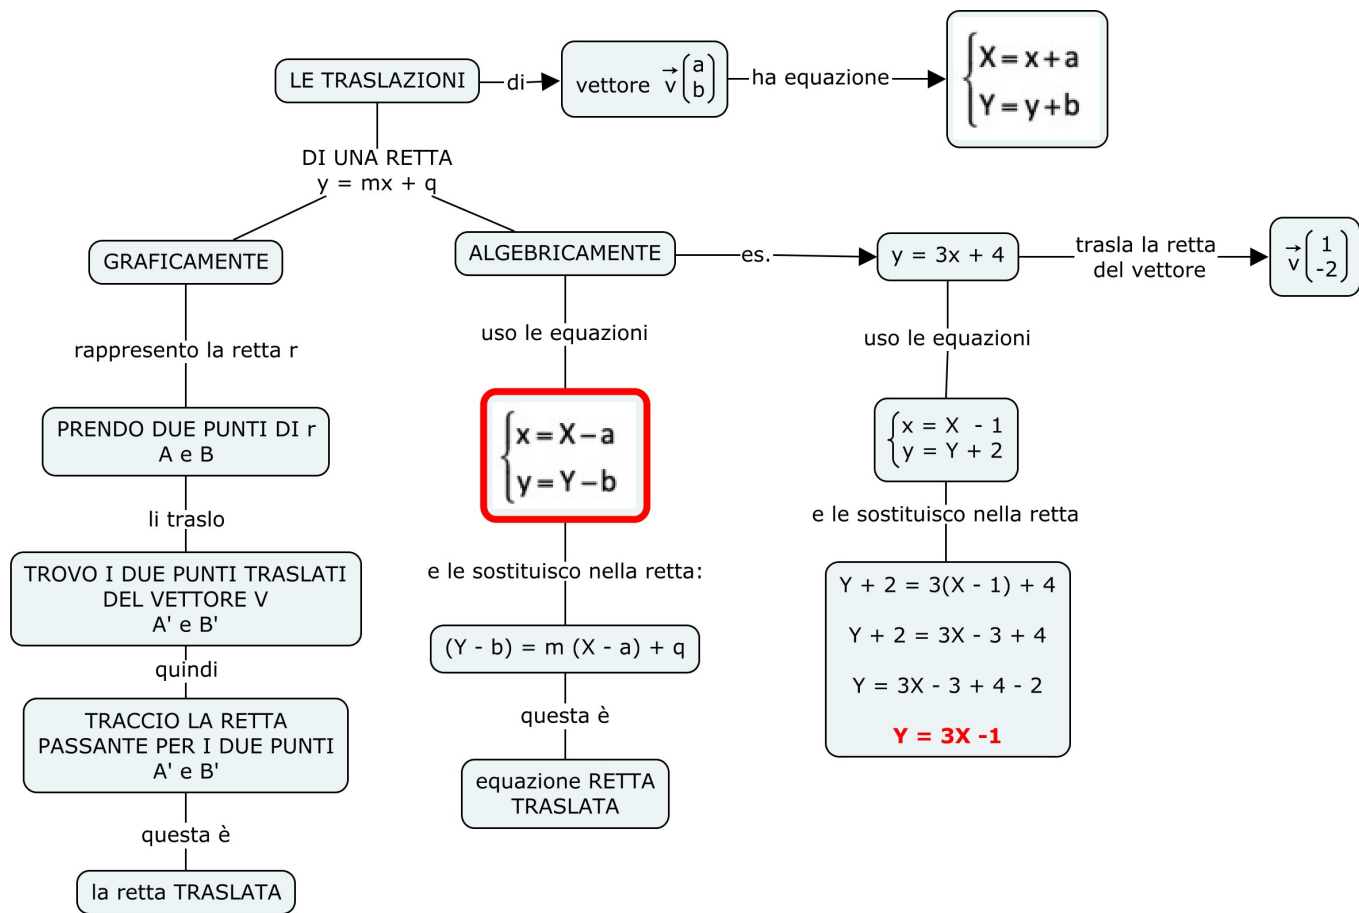 LE TRASLAZIONI
di
vettore v→ (a
b)
ha equazione
{X = x + a
Y = y + b
DI UNA RETTA
y = mx + q
GRAFICAMENTE
rappresento la retta r
PRENDO DUE PUNTI DI r
A e B
li traslo
TROVO I DUE PUNTI TRASLATI
DEL VETTORE V
A' e B'
quindi
TRACCIO LA RETTA
PASSANTE PER I DUE PUNTI
A' e B'
questa è
la retta TRASLATA
ALGEBRICAMENTE
uso le equazioni
{x = X – a
y = Y – b
e le sostituisco nella retta:
(Y - b) = m (X - a) + q
questa è
equazione RETTA
TRASLATA
es.
y = 3x + 4
trasla la retta
del vettore
v→ (1
-2)
uso le equazioni
{x = X - 1
y = Y + 2
e le sostituisco nella retta
Y + 2 = 3(X - 1) + 4
Y + 2 = 3X - 3 + 4
Y = 3X - 3 + 4 - 2
Y = 3X -1